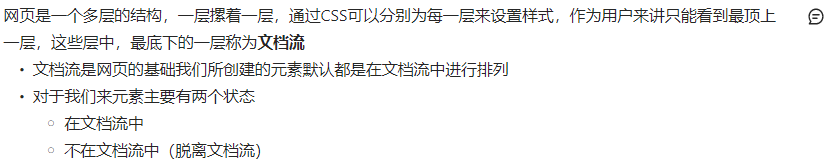 网页是一个多层的结构，一层摞着一层，通过CSS可以分别为每一层来设置样式，作为用户来讲只能看到最顶上
一层，这些层中，最底下的一层称为文档流
• 文档流是网页的基础我们所创建的元素默认都是在文档流中进行排列
• 对于我们来元素主要有两个状态
○ 在文档流中
○ 不在文档流中（脱离文档流）